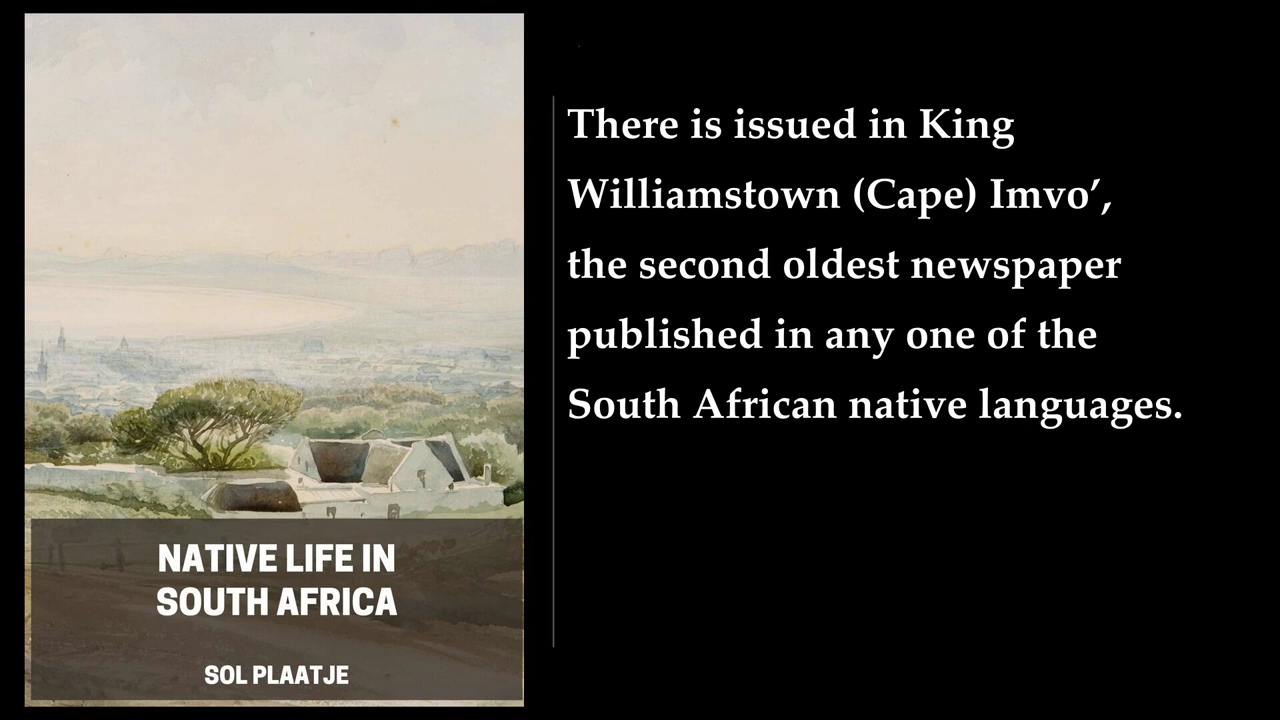 There is issued in King
Williamstown (Cape) Imvo’,
the second oldest newspaper
published in any one of the
South African native languages.
NATIVE LIFE IN
SOUTH AFRICA
SOL PLAATJE